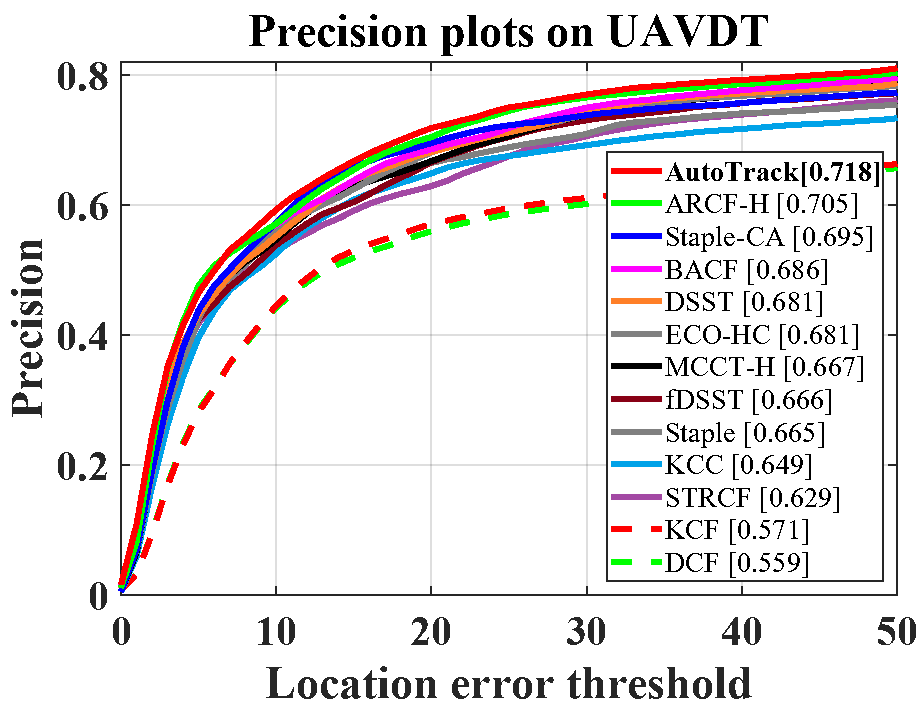 Precision plots on UAVDT
Precision
0.8
0.6
0.4
0.2
0
AutoTrack[0.718]
ARCF-H [0.705]
Staple-CA [0.695]
BACF [0.686]
DSST [0.681]
ECO-HC [0.681]
MCCT-H [0.667]
fDSST [0.666]
Staple [0.665]
KCC [0.649]
STRCF [0.629]
KCF [0.571]
DCF [0.559]
0 10 20 30 40 50
Location error threshold